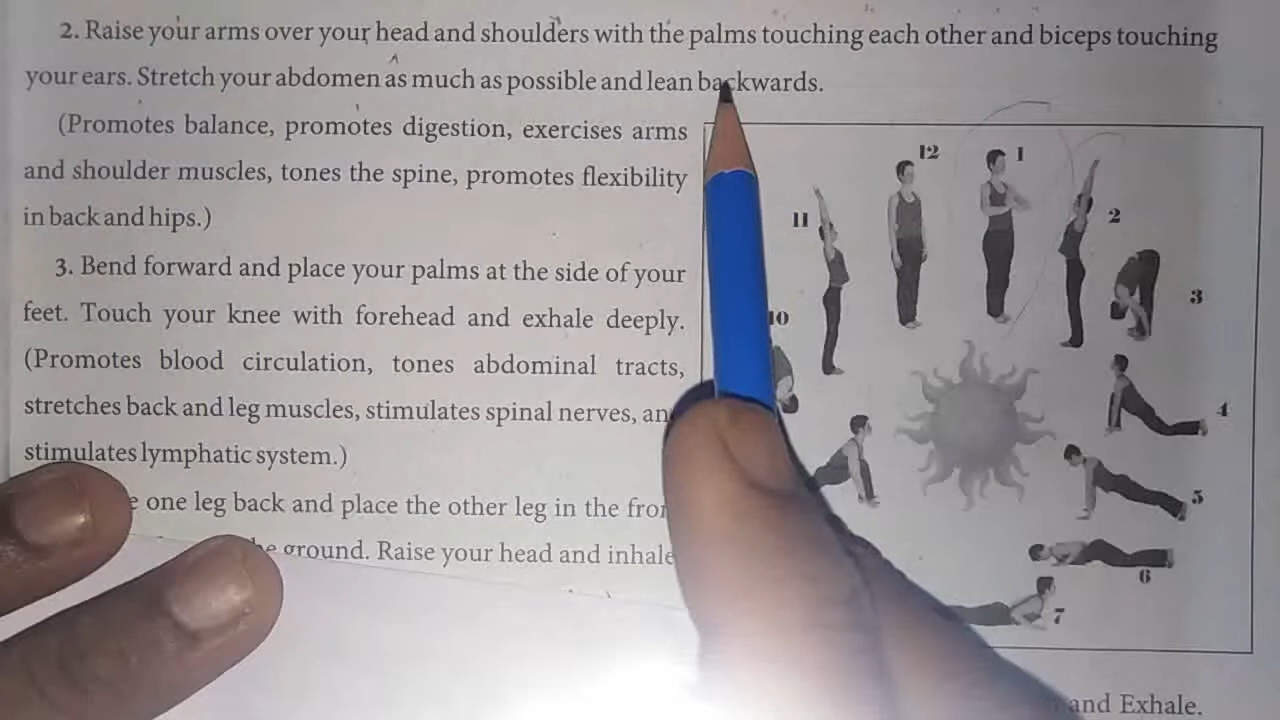 2. Raise your arms over your head and shoulders with the palms touching each other and biceps touching
your ears. Stretch your abdomen as much as possible and lean backwards.
(Promotes balance, promotes digestion, exercises arms
and shoulder muscles, tones the spine, promotes flexibility
in back and hips.)
3. Bend forward and place your palms at the side of your
feet. Touch your knee with forehead and exhale deeply.
(Promotes blood circulation, tones abdominal tracts,
stretches back and leg muscles, stimulates spinal nerves,
stimulates lymphatic system.)
one leg back and place the other leg in the
ground. Raise your head and inhale
12
1
11
2
3
10
4
5
6
7
and Exhale.